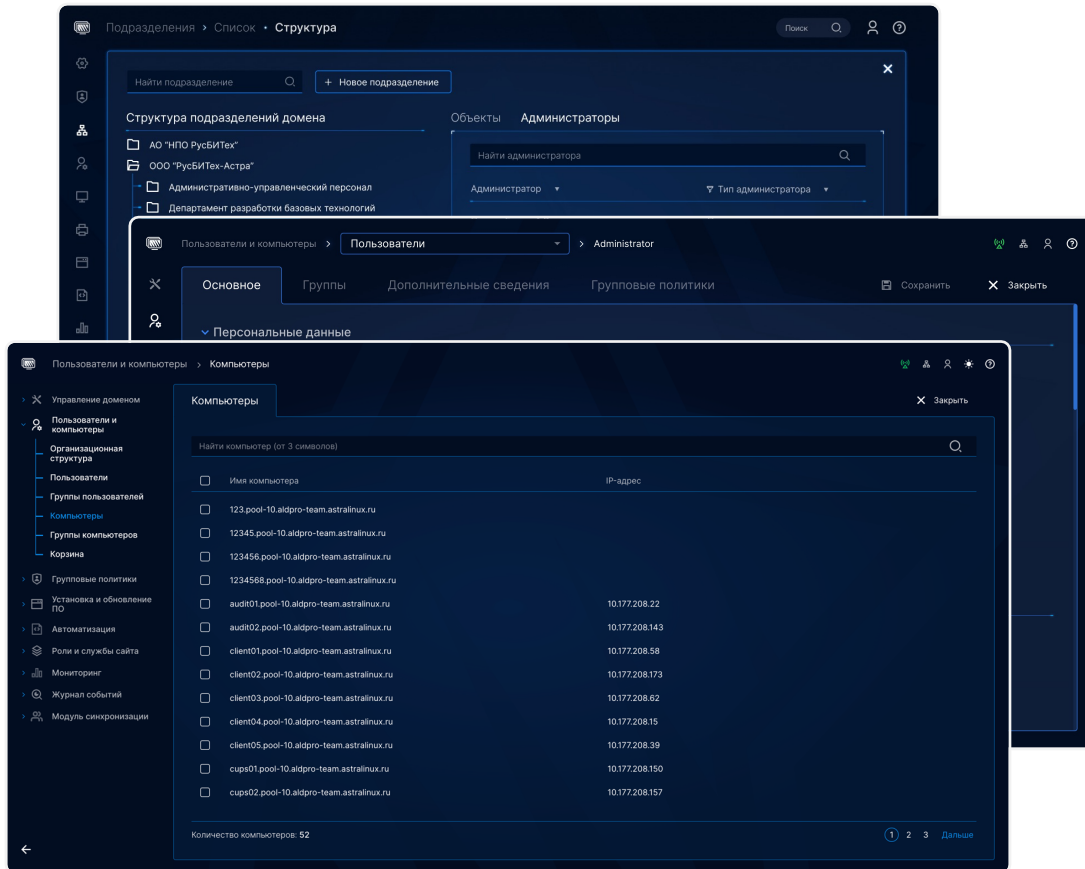 Подразделения › Список • Структура
Поиск
Найти подразделение
+ Новое подразделение
Структура подразделений домена
АО "НПО РусБИТех"
ООО "РусБИТех-Астра"
Административно-управленческий персонал
Департамент разработки базовых технологий
Объекты Администраторы
Найти администратора
Администратор Тип администратора
Пользователи и компьютеры › Пользователи › Administrator
Основное Группы Дополнительные сведения Групповые политики
Сохранить Закрыть
Персональные данные
Пользователи и компьютеры › Компьютеры
Управление доменом
Пользователи и
компьютеры
Организационная
структура
Пользователи
Группы пользователей
Компьютеры
Группы компьютеров
Корзина
Групповые политики
Установка и обновление
ПО
Автоматизация
Роли и службы сайта
Мониторинг
Журнал событий
Модуль синхронизации
Компьютеры
Закрыть
Найти компьютер (от 3 символов)
Имя компьютера IP-адрес
123.pool-10.aldpro-team.astralinux.ru
12345.pool-10.aldpro-team.astralinux.ru
123456.pool-10.aldpro-team.astralinux.ru
1234568.pool-10.aldpro-team.astralinux.ru
audit01.pool-10.aldpro-team.astralinux.ru 10.177.208.22
audit02.pool-10.aldpro-team.astralinux.ru 10.177.208.143
client01.pool-10.aldpro-team.astralinux.ru 10.177.208.58
client02.pool-10.aldpro-team.astralinux.ru 10.177.208.173
client03.pool-10.aldpro-team.astralinux.ru 10.177.208.62
client04.pool-10.aldpro-team.astralinux.ru 10.177.208.15
client05.pool-10.aldpro-team.astralinux.ru 10.177.208.39
cups01.pool-10.aldpro-team.astralinux.ru 10.177.208.150
cups02.pool-10.aldpro-team.astralinux.ru 10.177.208.157
Количество компьютеров: 52
1 2 3 Дальше